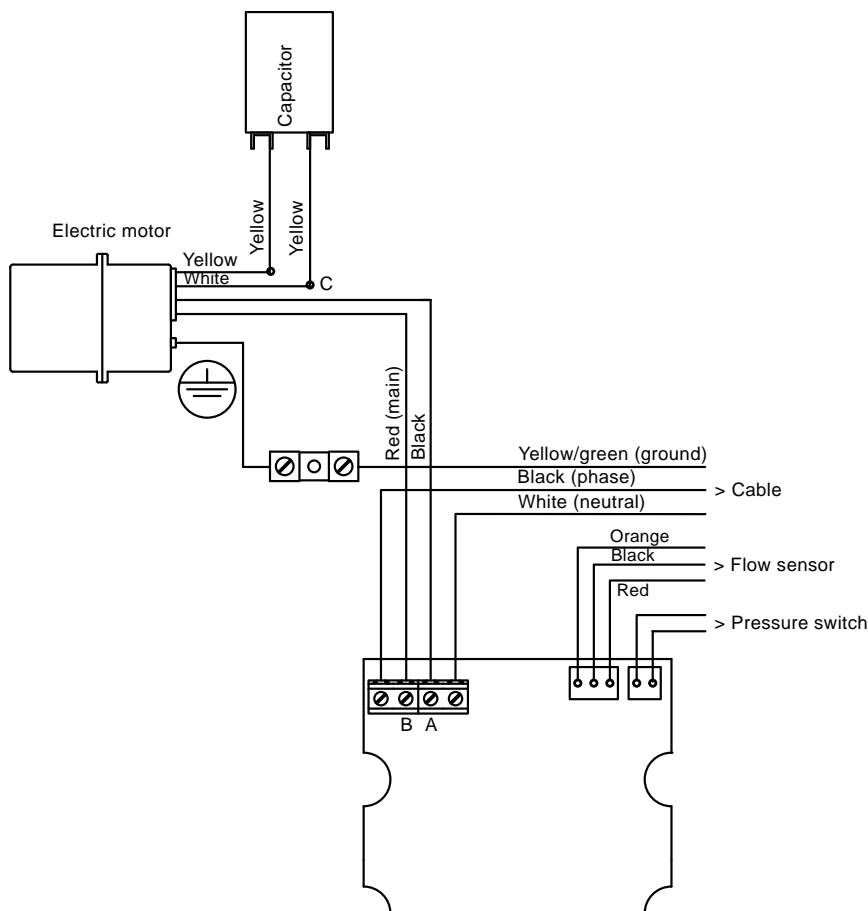 Capacitor
Yellow
Yellow
Electric motor
Yellow
White
C
Red (main)
Black
Yellow/green (ground)
Black (phase)
> Cable
White (neutral)
Orange
Black
> Flow sensor
Red
> Pressure switch
B A